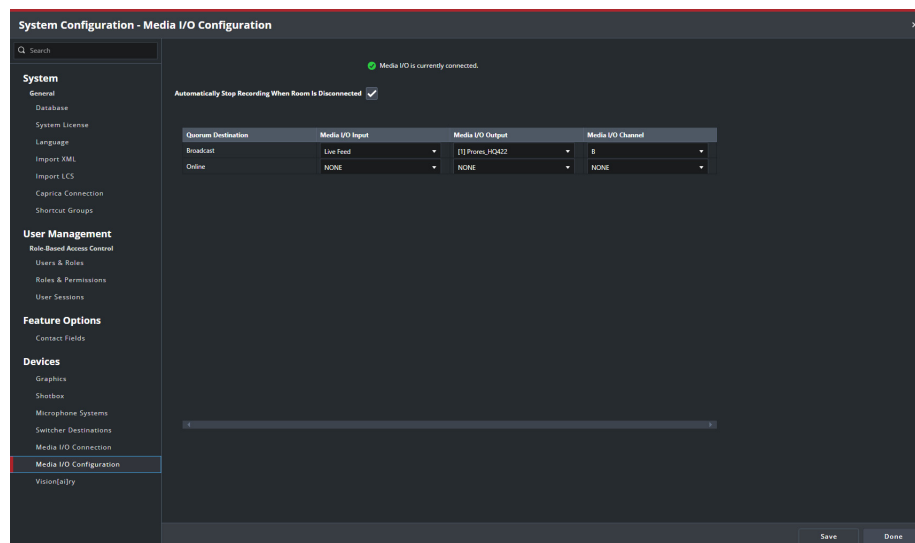 System Configuration - Media I/O Configuration
Search
Media I/O is currently connected.
System
General
Automatically Stop Recording When Room Is Disconnected
Database
System License
Language
Import XML
Import LCS
Caprica Connection
Shortcut Groups
Quorum Destination Media I/O Input Media I/O Output Media I/O Channel
Broadcast Live Feed [1] Prores_HQ422 B
Online NONE NONE NONE
User Management
Role-Based Access Control
Users & Roles
Roles & Permissions
User Sessions
Feature Options
Contact Fields
Devices
Graphics
Shotbox
Microphone Systems
Switcher Destinations
Media I/O Connection
Media I/O Configuration
Vision[ai]ry
Save Done